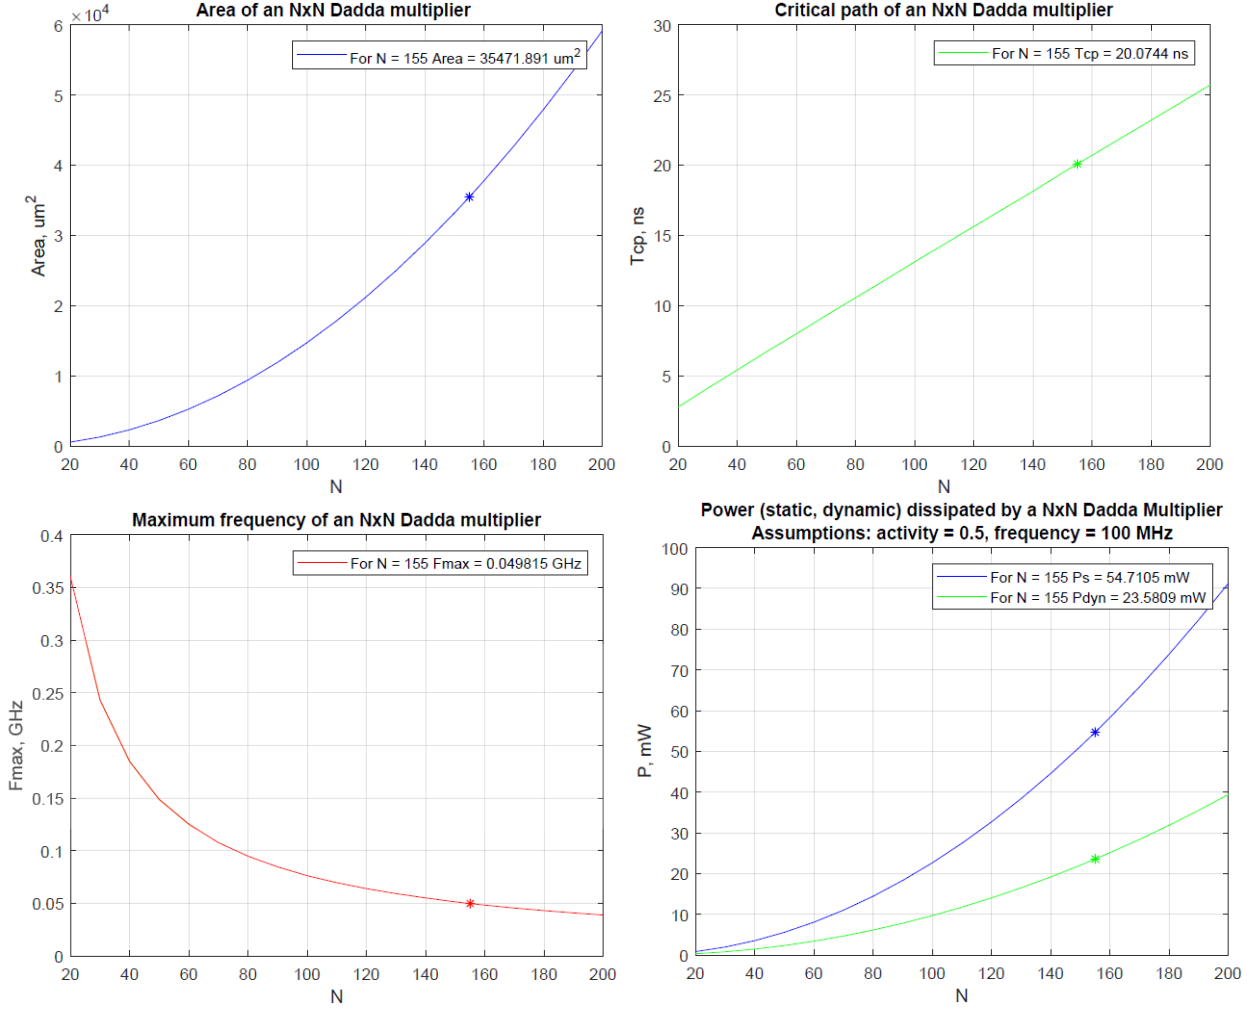 Area of an NxN Dadda multiplier
×10⁴
6
5
4
3
2
1
0
Area, um²
For N = 155 Area = 35471.891 um²
20 40 60 80 100 120 140 160 180 200
N
Critical path of an NxN Dadda multiplier
30
25
20
15
10
5
0
Tcp, ns
For N = 155 Tcp = 20.0744 ns
20 40 60 80 100 120 140 160 180 200
N
Maximum frequency of an NxN Dadda multiplier
0.4
0.35
0.3
0.25
0.2
0.15
0.1
0.05
0
Fmax, GHz
For N = 155 Fmax = 0.049815 GHz
20 40 60 80 100 120 140 160 180 200
N
Power (static, dynamic) dissipated by a NxN Dadda Multiplier
Assumptions: activity = 0.5, frequency = 100 MHz
100
90
80
70
60
50
40
30
20
10
0
P, mW
For N = 155 Ps = 54.7105 mW
For N = 155 Pdyn = 23.5809 mW
20 40 60 80 100 120 140 160 180 200
N